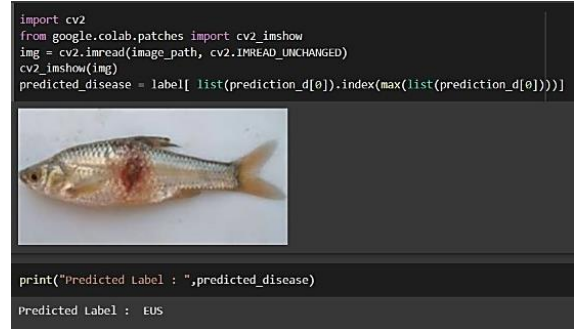 import cv2
from google.colab.patches import cv2_imshow
img = cv2.imread(image_path, cv2.IMREAD_UNCHANGED)
cv2_imshow(img)
predicted_disease = label[ list(prediction_d[0]).index(max(list(prediction_d[0])))]
print("Predicted Label : ",predicted_disease)
Predicted Label :  EUS